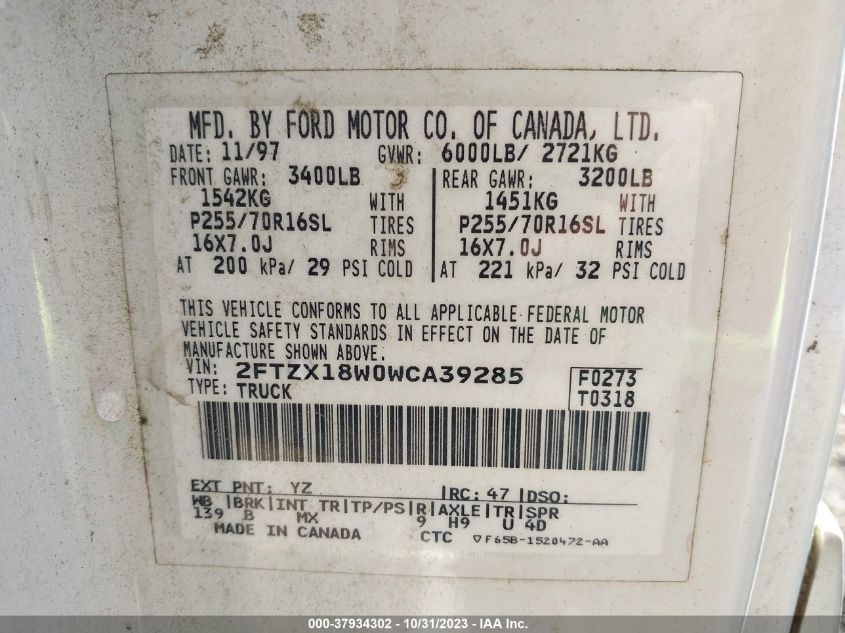 MFD. BY FORD MOTOR CO. OF CANADA, LTD.
DATE: 11/97 GVWR: 6000LB/ 2721KG
FRONT GAWR: 3400LB REAR GAWR: 3200LB
1542KG WITH 1451KG WITH
P255/70R16SL TIRES P255/70R16SL TIRES
16X7.0J RIMS 16X7.0J RIMS
AT 200 kPa/ 29 PSI COLD AT 221 kPa/ 32 PSI COLD
THIS VEHICLE CONFORMS TO ALL APPLICABLE FEDERAL MOTOR
VEHICLE SAFETY STANDARDS IN EFFECT ON THE DATE OF
MANUFACTURE SHOWN ABOVE.
VIN: 2FTZX18W0WCA39285 F0273
TYPE: TRUCK T0318
EXT PNT: YZ RC: 47 DSO:
WB BRK INT TR TP/PS R AXLE TR SPR
139 B MX 9 H9 U 4D
MADE IN CANADA CTC ▽F65B-1520472-AA
000-37934302 - 10/31/2023 - IAA Inc.